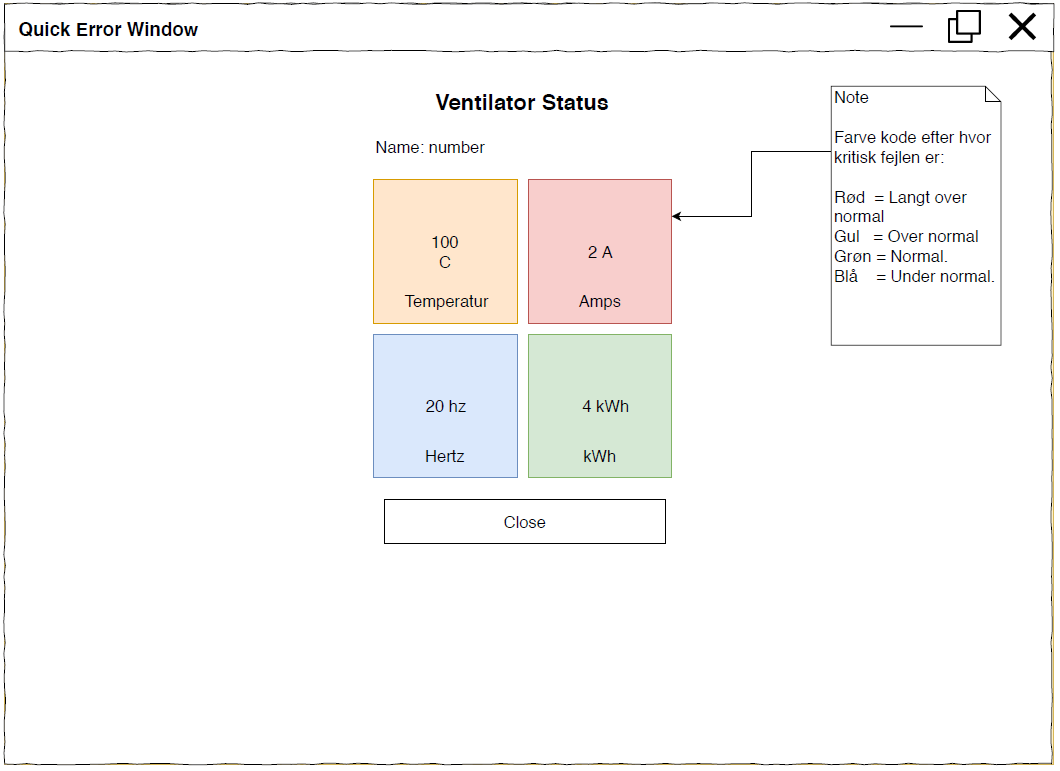 Quick Error Window
Ventilator Status
Name: number
100
C
Temperatur
2 A
Amps
20 hz
Hertz
4 kWh
kWh
Close
Note
Farve kode efter hvor
kritisk fejlen er:
Rød = Langt over
normal
Gul = Over normal
Grøn = Normal.
Blå = Under normal.